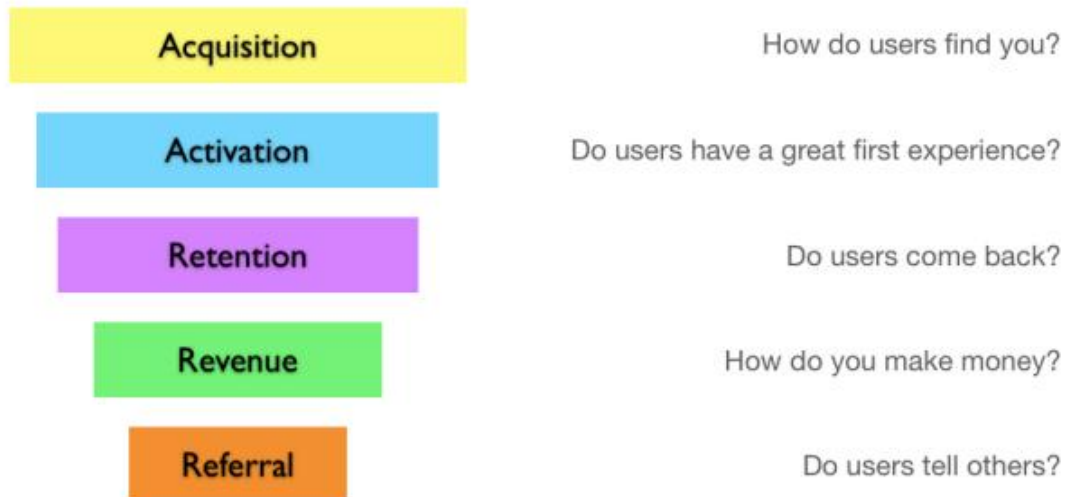 Acquisition How do users find you?
Activation Do users have a great first experience?
Retention Do users come back?
Revenue How do you make money?
Referral Do users tell others?